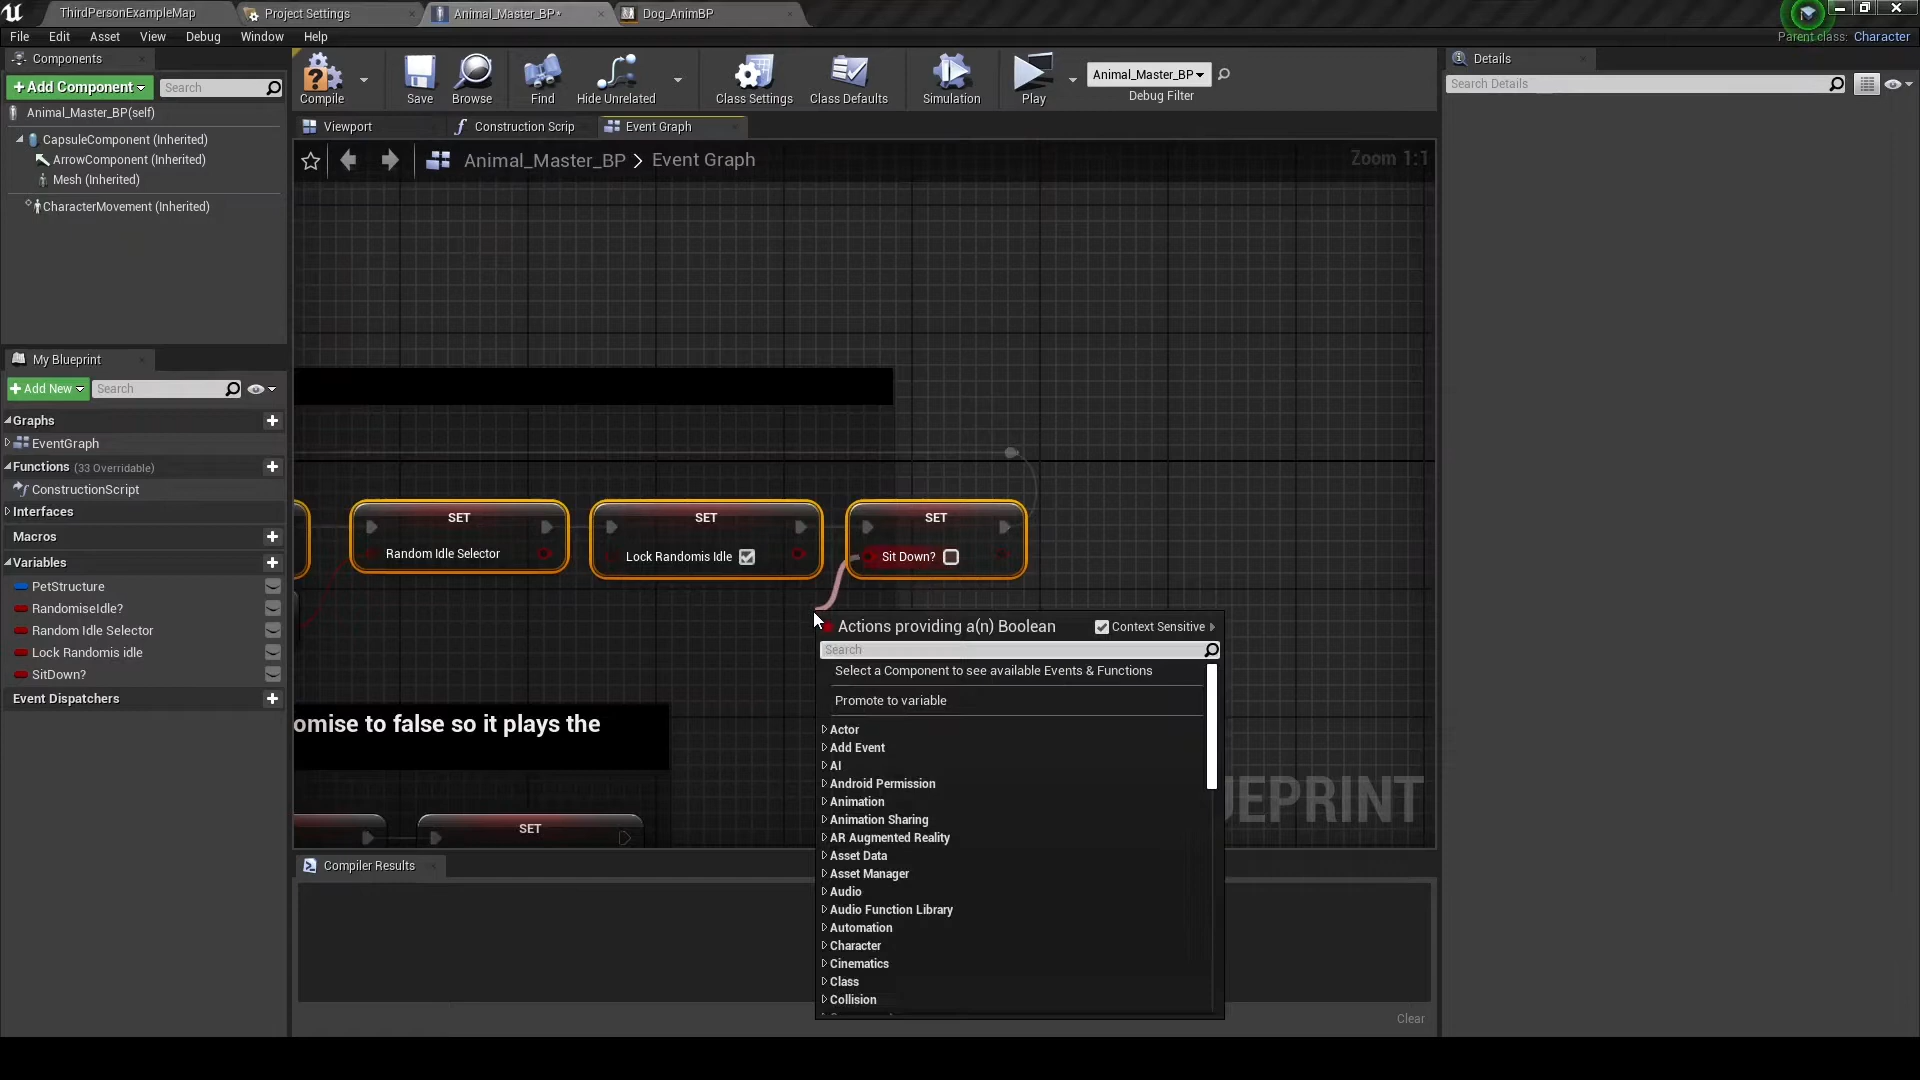 ThirdPersonExampleMap
Project Settings
Animal_Master_BP*
Dog_AnimBP
File Edit Asset View Debug Window Help
Parent class: Character
Components
+Add Component
Search
Animal_Master_BP(self)
CapsuleComponent (Inherited)
ArrowComponent (Inherited)
Mesh (Inherited)
CharacterMovement (Inherited)
Compile
Save
Browse
Find
Hide Unrelated
Class Settings
Class Defaults
Simulation
Play
Animal_Master_BP
Debug Filter
Details
Search Details
Viewport
Construction Scrip
Event Graph
Animal_Master_BP > Event Graph
Zoom 1:1
My Blueprint
+Add New
Search
Graphs
EventGraph
Functions (33 Overridable)
ConstructionScript
Interfaces
Macros
Variables
PetStructure
RandomiseIdle?
Random Idle Selector
Lock Randomis idle
SitDown?
Event Dispatchers
SET
Random Idle Selector
SET
Lock Randomis Idle
SET
Sit Down?
omise to false so it plays the
SET
UEPRINT
Actions providing a(n) Boolean
Context Sensitive
Search
Select a Component to see available Events & Functions
Promote to variable
Actor
Add Event
AI
Android Permission
Animation
Animation Sharing
AR Augmented Reality
Asset Data
Asset Manager
Audio
Audio Function Library
Automation
Character
Cinematics
Class
Collision
Compiler Results
Clear